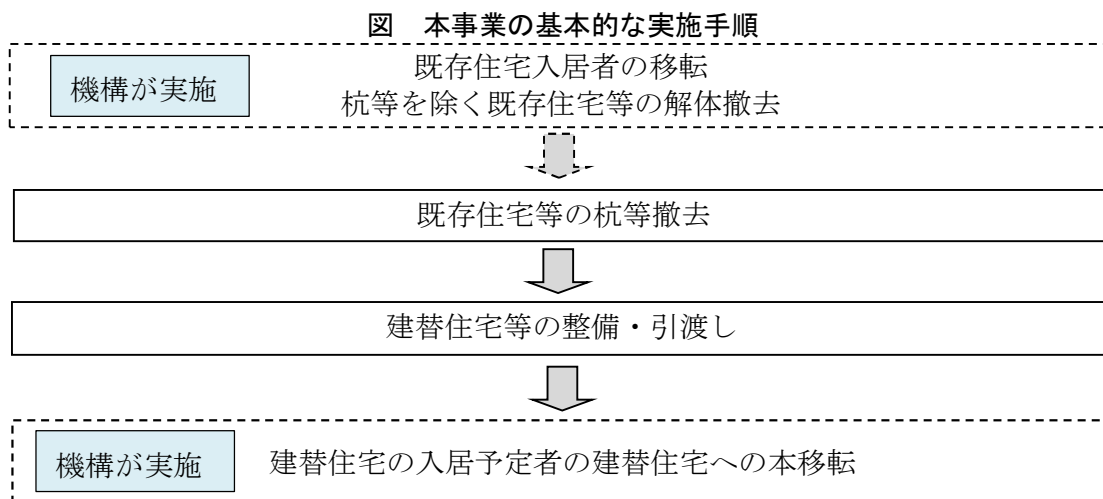 図　本事業の基本的な実施手順
機構が実施
既存住宅入居者の移転
杭等を除く既存住宅等の解体撤去
既存住宅等の杭等撤去
建替住宅等の整備・引渡し
機構が実施
建替住宅の入居予定者の建替住宅への本移転